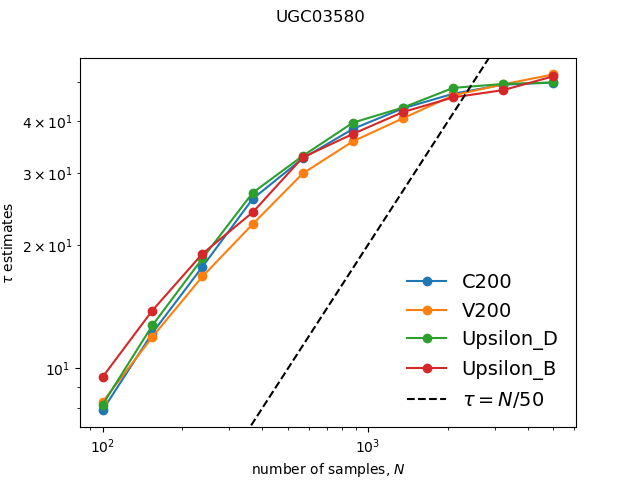 UGC03580
τ estimates
4 × 10¹
3 × 10¹
2 × 10¹
10¹
C200
V200
Upsilon_D
Upsilon_B
τ = N/50
10² 10³
number of samples, N